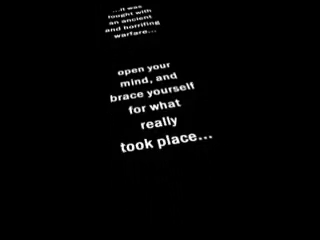 ...it was
fought with
an ancient
and horrifing
warfare...
open your
mind, and
brace yourself
for what
really
took place...